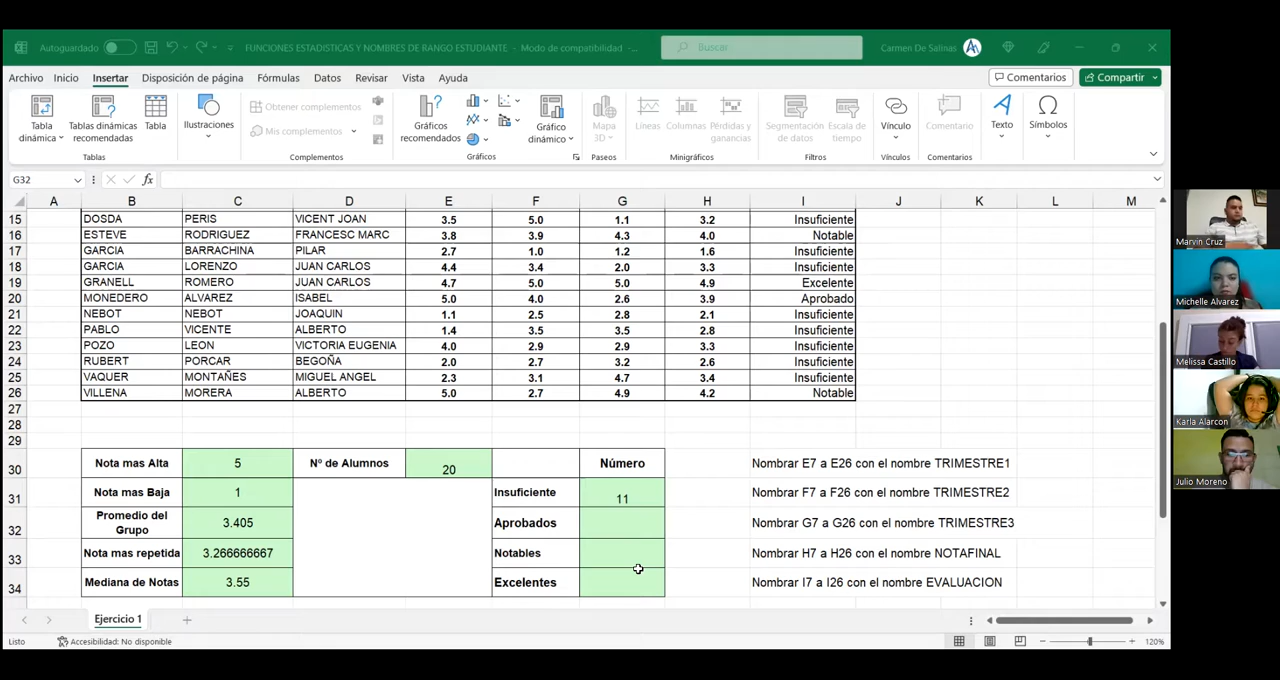 Autoguardado FUNCIONES ESTADISTICAS Y NOMBRES DE RANGO ESTUDIANTE - Modo de compatibilidad -... Buscar Carmen De Salinas
Archivo Inicio Insertar Disposición de página Fórmulas Datos Revisar Vista Ayuda Comentarios Compartir
Tabla dinámica
Tablas dinámicas recomendadas
Tabla
Ilustraciones
Obtener complementos
Mis complementos
Gráficos recomendados
Gráfico dinámico
Mapa 3D
Líneas
Columnas
Pérdidas y ganancias
Segmentación de datos
Escala de tiempo
Vínculo
Comentario
Texto
Símbolos
Tablas Complementos Gráficos Paseos Minigráficos Filtros Vínculos Comentarios
G32 fx
A B C D E F G H I J K L M
15 DOSDA PERIS VICENT JOAN 3.5 5.0 1.1 3.2 Insuficiente
16 ESTEVE RODRIGUEZ FRANCESC MARC 3.8 3.9 4.3 4.0 Notable
17 GARCIA BARRACHINA PILAR 2.7 1.0 1.2 1.6 Insuficiente
18 GARCIA LORENZO JUAN CARLOS 4.4 3.4 2.0 3.3 Insuficiente
19 GRANELL ROMERO JUAN CARLOS 4.7 5.0 5.0 4.9 Excelente
20 MONEDERO ALVAREZ ISABEL 5.0 4.0 2.6 3.9 Aprobado
21 NEBOT NEBOT JOAQUIN 1.1 2.5 2.8 2.1 Insuficiente
22 PABLO VICENTE ALBERTO 1.4 3.5 3.5 2.8 Insuficiente
23 POZO LEON VICTORIA EUGENIA 4.0 2.9 2.9 3.3 Insuficiente
24 RUBERT PORCAR BEGOÑA 2.0 2.7 3.2 2.6 Insuficiente
25 VAQUER MONTAÑES MIGUEL ANGEL 2.3 3.1 4.7 3.4 Insuficiente
26 VILLENA MORERA ALBERTO 5.0 2.7 4.9 4.2 Notable
27
28
29
30 Nota mas Alta 5 Nº de Alumnos 20 Número Nombrar E7 a E26 con el nombre TRIMESTRE1
31 Nota mas Baja 1 Insuficiente 11 Nombrar F7 a F26 con el nombre TRIMESTRE2
32 Promedio del Grupo 3.405 Aprobados Nombrar G7 a G26 con el nombre TRIMESTRE3
33 Nota mas repetida 3.266666667 Notables Nombrar H7 a H26 con el nombre NOTAFINAL
34 Mediana de Notas 3.55 Excelentes Nombrar I7 a I26 con el nombre EVALUACION
Ejercicio 1
Listo Accesibilidad: No disponible 120%
Marvin Cruz
Michelle Alvarez
Melissa Castillo
Karla Alarcon
Julio Moreno